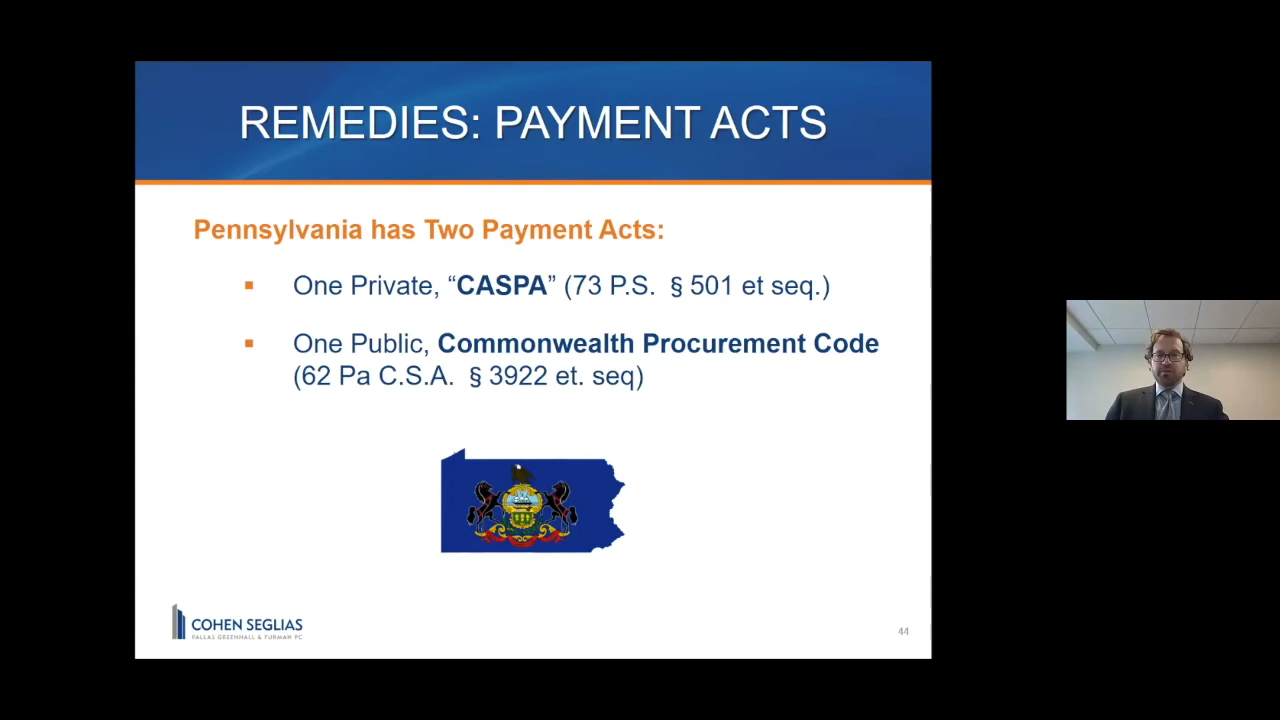 REMEDIES: PAYMENT ACTS
Pennsylvania has Two Payment Acts:
▪ One Private, “CASPA” (73 P.S. § 501 et seq.)
▪ One Public, Commonwealth Procurement Code
(62 Pa C.S.A. § 3922 et. seq)
COHEN SEGLIAS
PALLAS GREENHALL & FURMAN PC
44